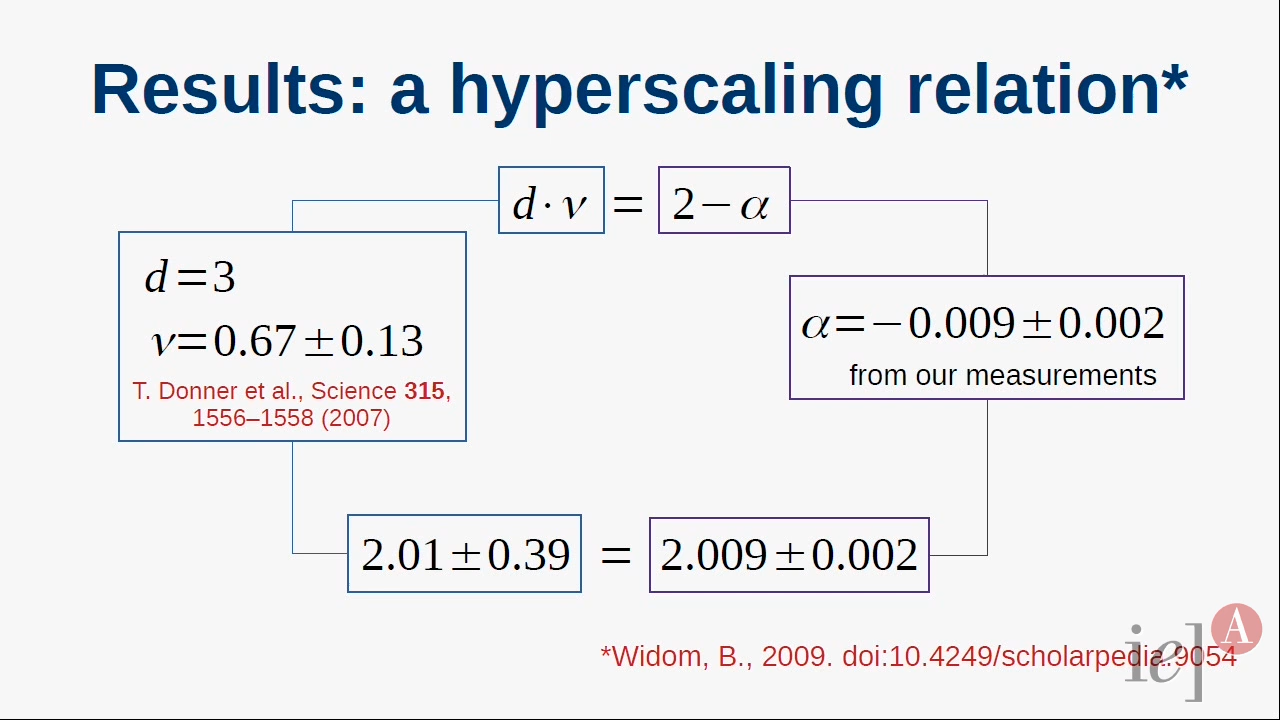 Results: a hyperscaling relation*
d · ν = 2 − α
d = 3
ν = 0.67 ± 0.13
T. Donner et al., Science 315,
1556–1558 (2007)
α = − 0.009 ± 0.002
from our measurements
2.01 ± 0.39 = 2.009 ± 0.002
*Widom, B., 2009. doi:10.4249/scholarpedia.9054
ie] A